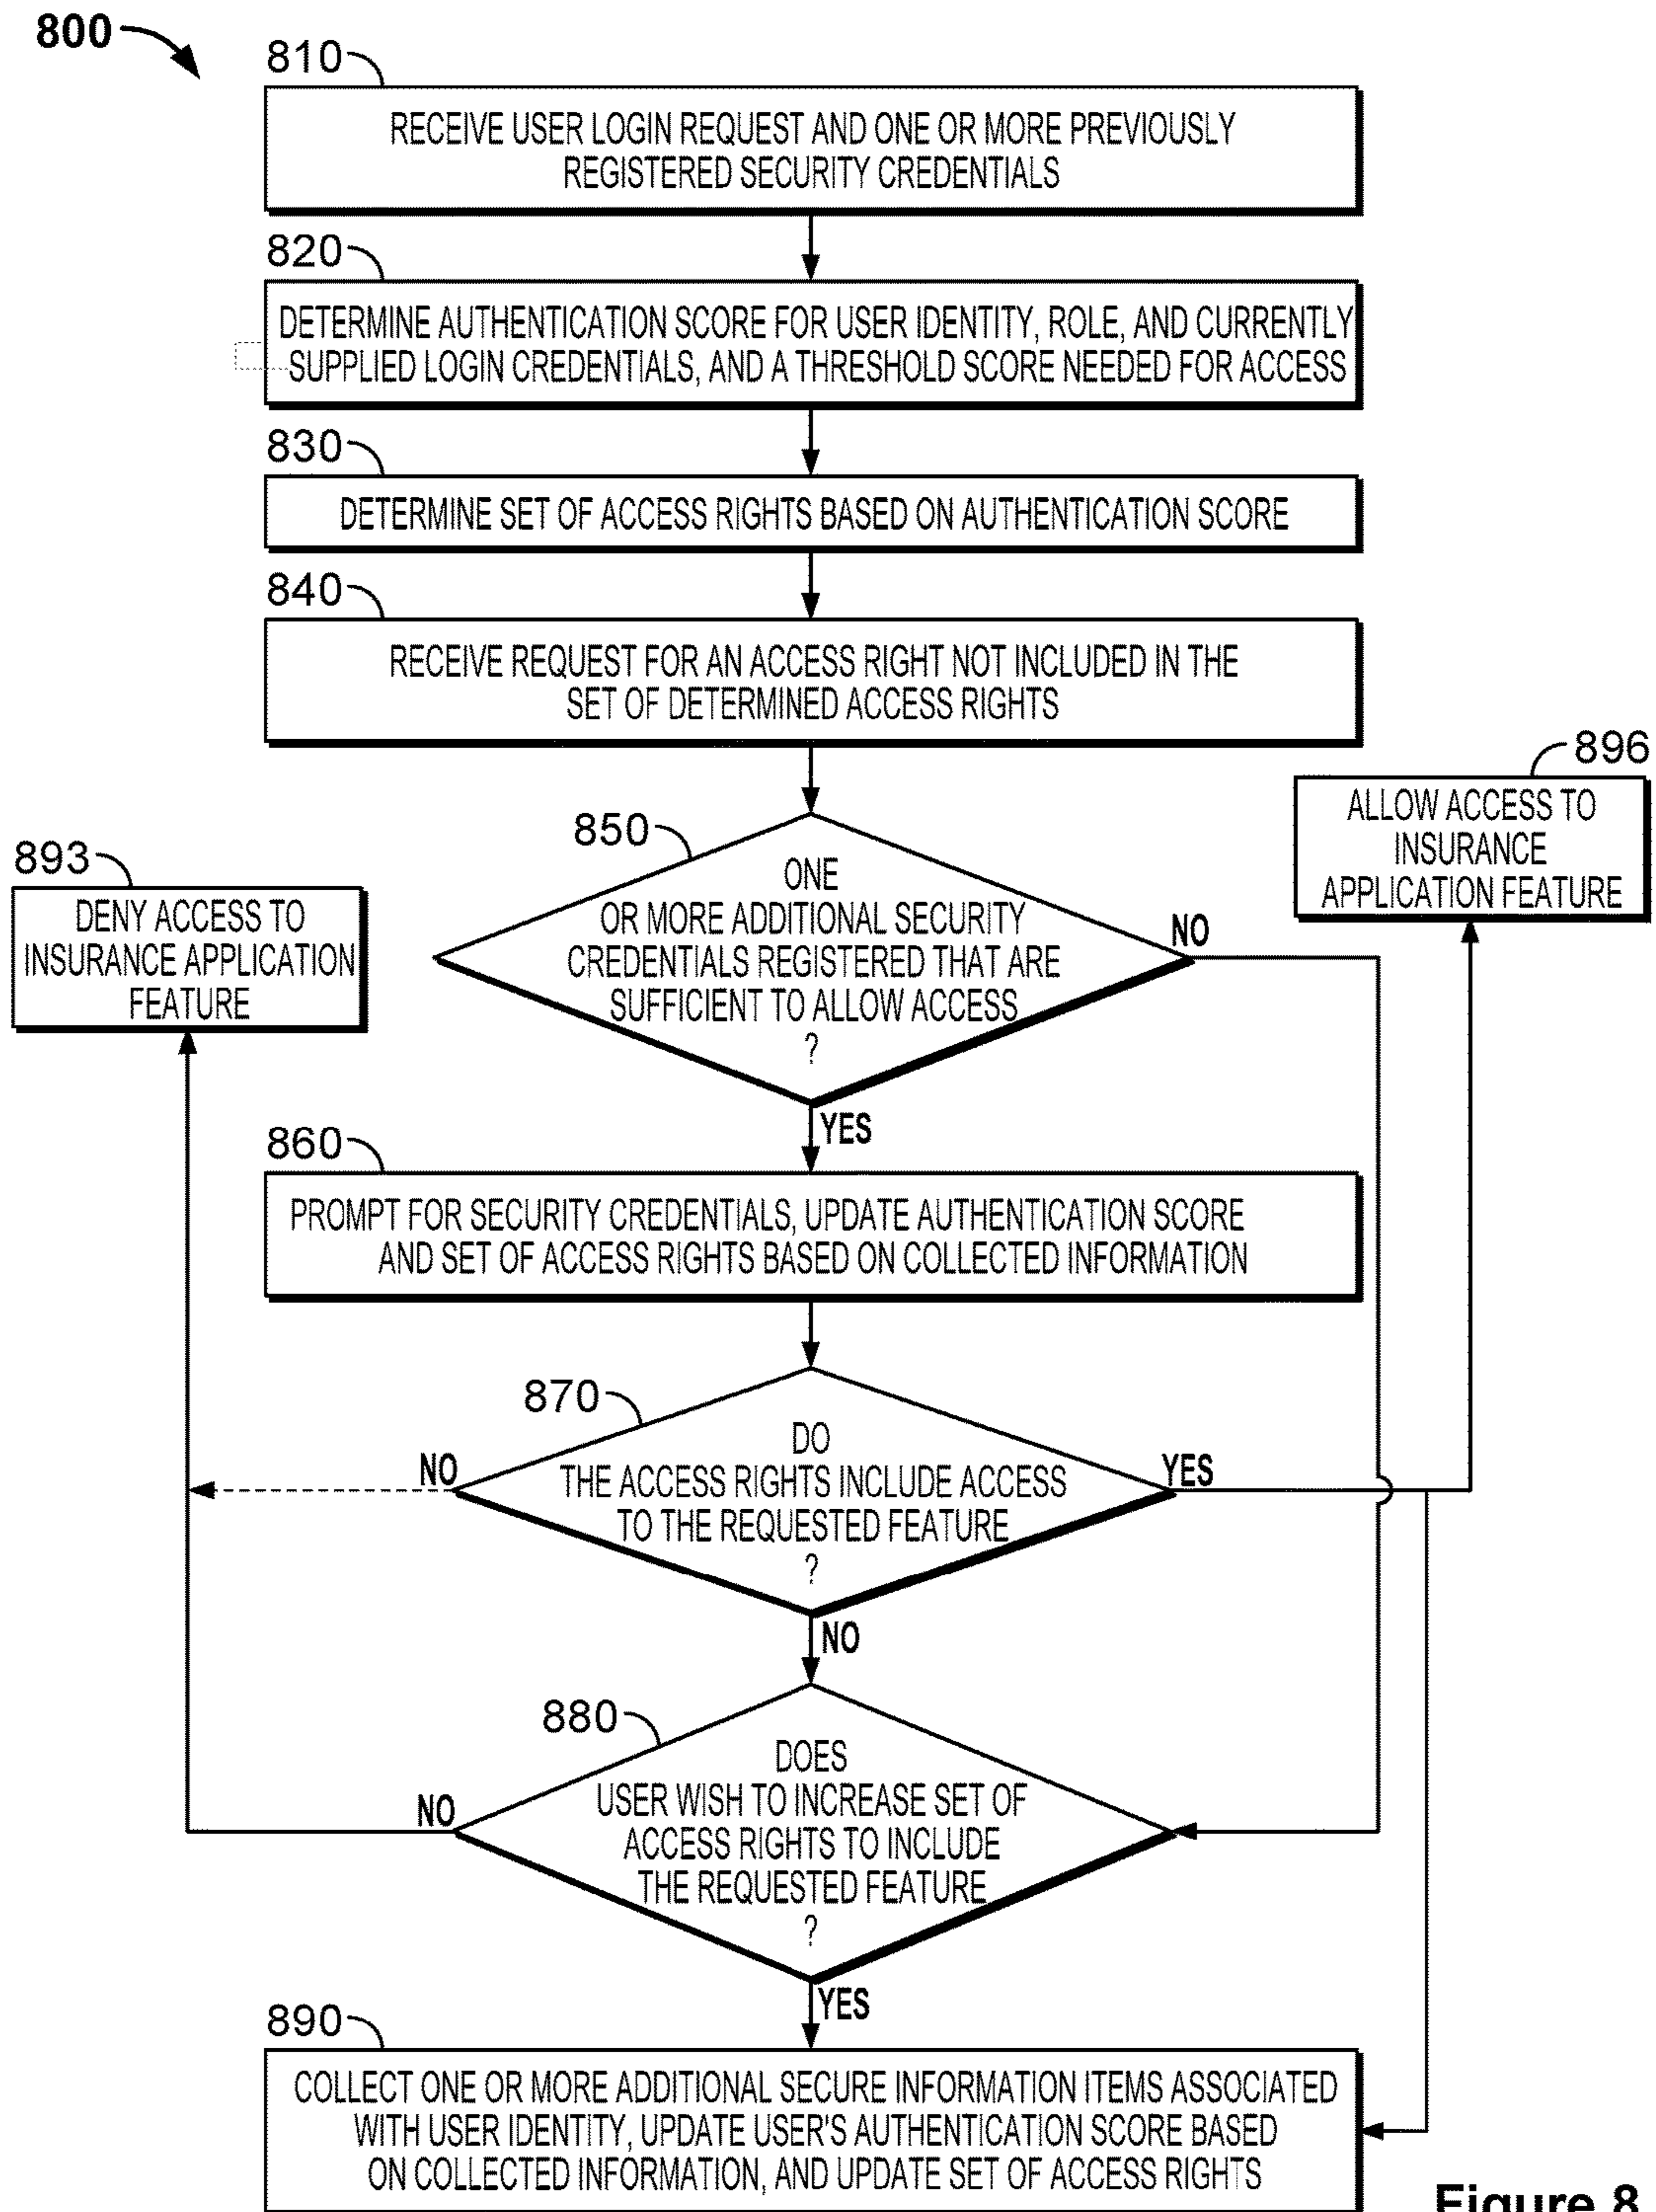 800
810
RECEIVE USER LOGIN REQUEST AND ONE OR MORE PREVIOUSLY
REGISTERED SECURITY CREDENTIALS
820
DETERMINE AUTHENTICATION SCORE FOR USER IDENTITY, ROLE, AND CURRENTLY
SUPPLIED LOGIN CREDENTIALS, AND A THRESHOLD SCORE NEEDED FOR ACCESS
830
DETERMINE SET OF ACCESS RIGHTS BASED ON AUTHENTICATION SCORE
840
RECEIVE REQUEST FOR AN ACCESS RIGHT NOT INCLUDED IN THE
SET OF DETERMINED ACCESS RIGHTS
896
ALLOW ACCESS TO
INSURANCE
APPLICATION FEATURE
893
DENY ACCESS TO
INSURANCE APPLICATION
FEATURE
850
ONE
OR MORE ADDITIONAL SECURITY
CREDENTIALS REGISTERED THAT ARE
SUFFICIENT TO ALLOW ACCESS
?
NO
YES
860
PROMPT FOR SECURITY CREDENTIALS, UPDATE AUTHENTICATION SCORE
AND SET OF ACCESS RIGHTS BASED ON COLLECTED INFORMATION
870
DO
THE ACCESS RIGHTS INCLUDE ACCESS
TO THE REQUESTED FEATURE
?
NO
YES
NO
880
DOES
USER WISH TO INCREASE SET OF
ACCESS RIGHTS TO INCLUDE
THE REQUESTED FEATURE
?
NO
YES
890
COLLECT ONE OR MORE ADDITIONAL SECURE INFORMATION ITEMS ASSOCIATED
WITH USER IDENTITY, UPDATE USER'S AUTHENTICATION SCORE BASED
ON COLLECTED INFORMATION, AND UPDATE SET OF ACCESS RIGHTS
Figure 8